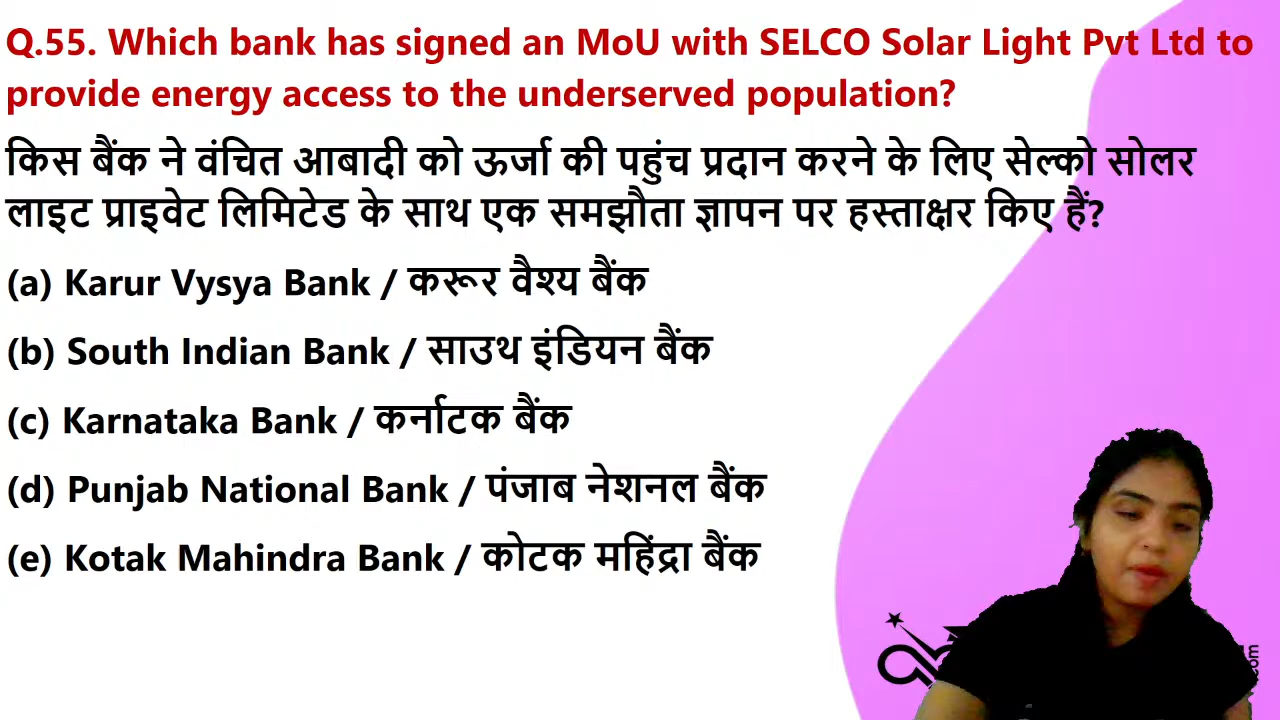 Q.55. Which bank has signed an MoU with SELCO Solar Light Pvt Ltd to
provide energy access to the underserved population?
किस बैंक ने वंचित आबादी को ऊर्जा की पहुंच प्रदान करने के लिए सेल्को सोलर
लाइट प्राइवेट लिमिटेड के साथ एक समझौता ज्ञापन पर हस्ताक्षर किए हैं?
(a) Karur Vysya Bank / करूर वैश्य बैंक
(b) South Indian Bank / साउथ इंडियन बैंक
(c) Karnataka Bank / कर्नाटक बैंक
(d) Punjab National Bank / पंजाब नेशनल बैंक
(e) Kotak Mahindra Bank / कोटक महिंद्रा बैंक